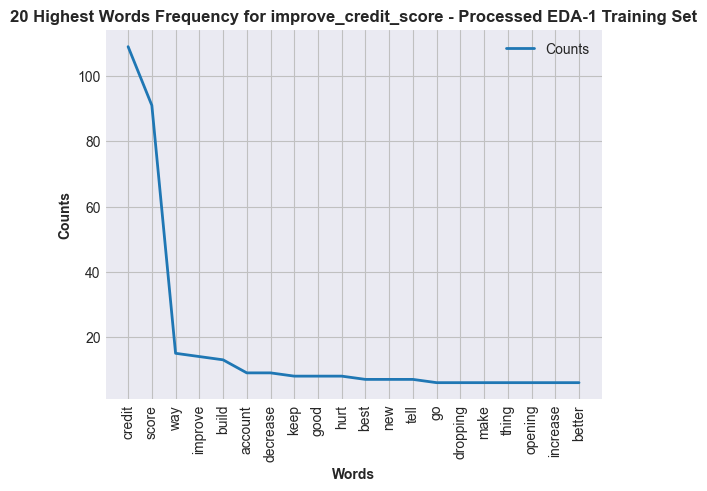 20 Highest Words Frequency for improve_credit_score - Processed EDA-1 Training Set
Counts
100
80
60
40
20
Counts
credit
score
way
improve
build
account
decrease
keep
good
hurt
best
new
tell
go
dropping
make
thing
opening
increase
better
Words